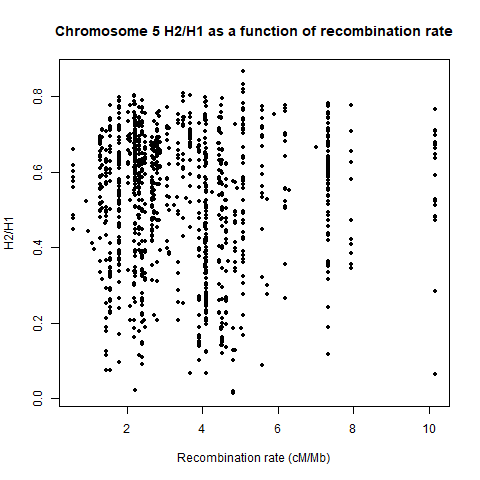 Chromosome 5 H2/H1 as a function of recombination rate
H2/H1
0.8
0.6
0.4
0.2
0.0
2 4 6 8 10
Recombination rate (cM/Mb)